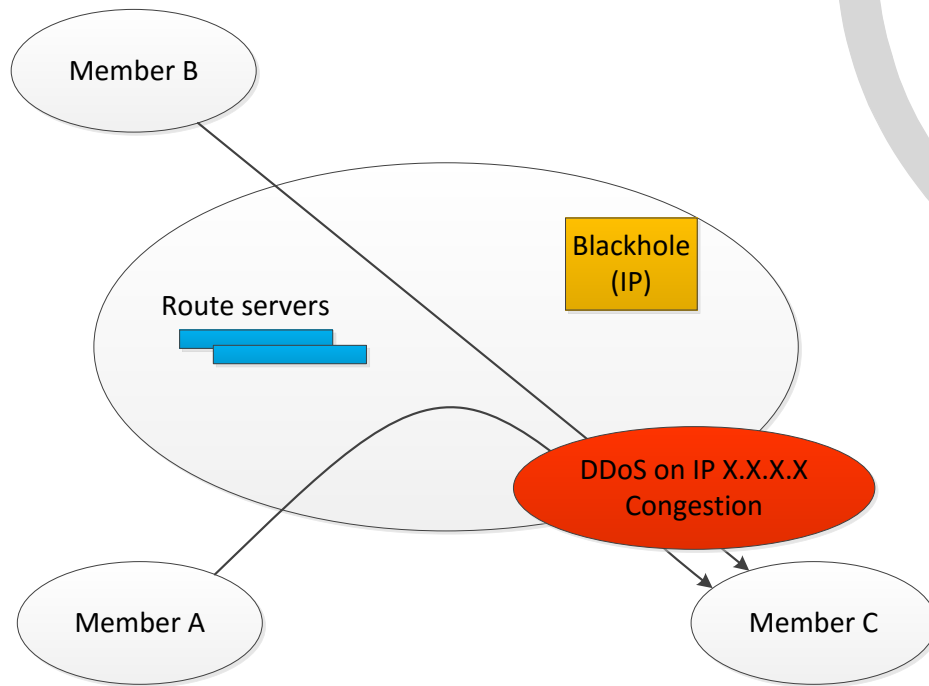 Member B
Blackhole
(IP)
Route servers
DDoS on IP X.X.X.X
Congestion
Member A
Member C